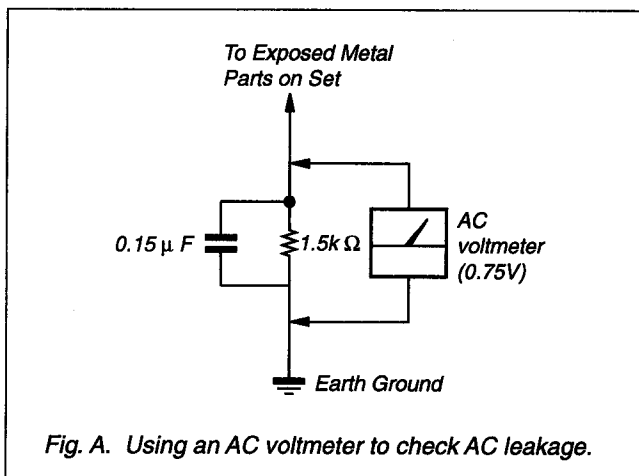 To Exposed Metal
Parts on Set
0.15 μ F
1.5k Ω
AC
voltmeter
(0.75V)
Earth Ground
Fig. A. Using an AC voltmeter to check AC leakage.